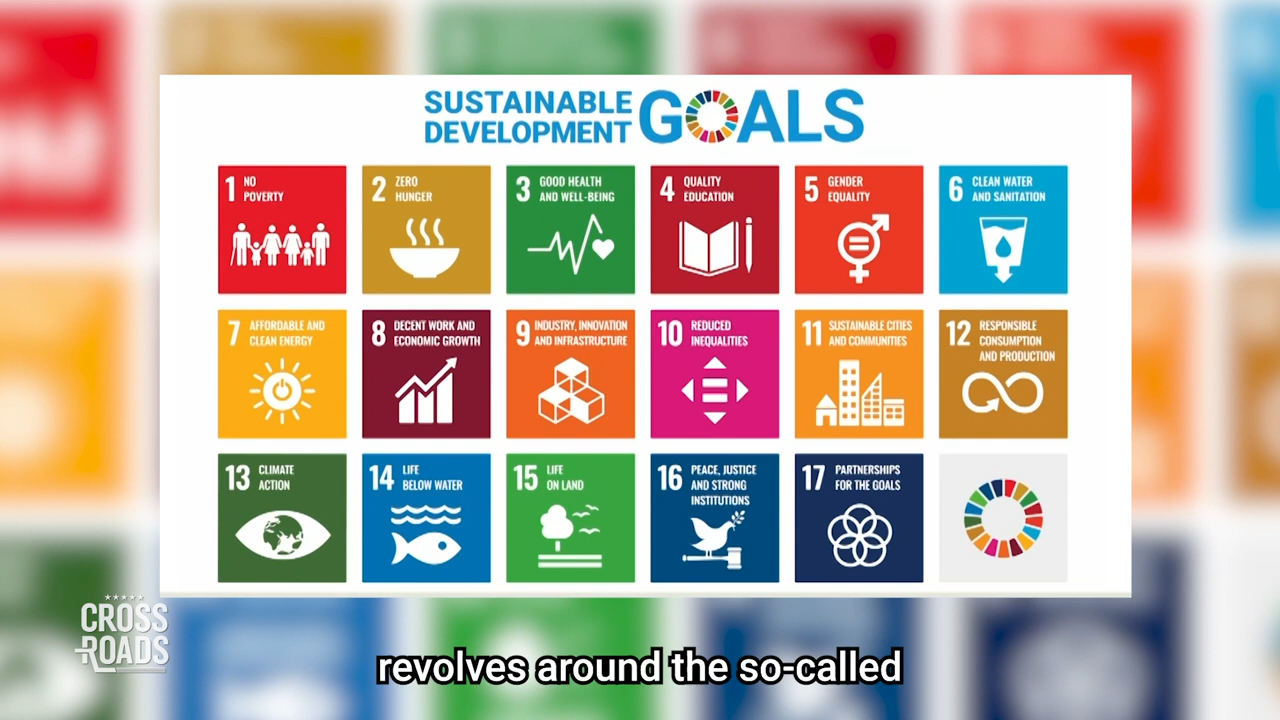 SUSTAINABLE
DEVELOPMENT
GOALS
1 NO
POVERTY
2 ZERO
HUNGER
3 GOOD HEALTH
AND WELL-BEING
4 QUALITY
EDUCATION
5 GENDER
EQUALITY
6 CLEAN WATER
AND SANITATION
7 AFFORDABLE AND
CLEAN ENERGY
8 DECENT WORK AND
ECONOMIC GROWTH
9 INDUSTRY, INNOVATION
AND INFRASTRUCTURE
10 REDUCED
INEQUALITIES
11 SUSTAINABLE CITIES
AND COMMUNITIES
12 RESPONSIBLE
CONSUMPTION
AND PRODUCTION
13 CLIMATE
ACTION
14 LIFE
BELOW WATER
15 LIFE
ON LAND
16 PEACE, JUSTICE
AND STRONG
INSTITUTIONS
17 PARTNERSHIPS
FOR THE GOALS
CROSS
ROADS
revolves around the so-called